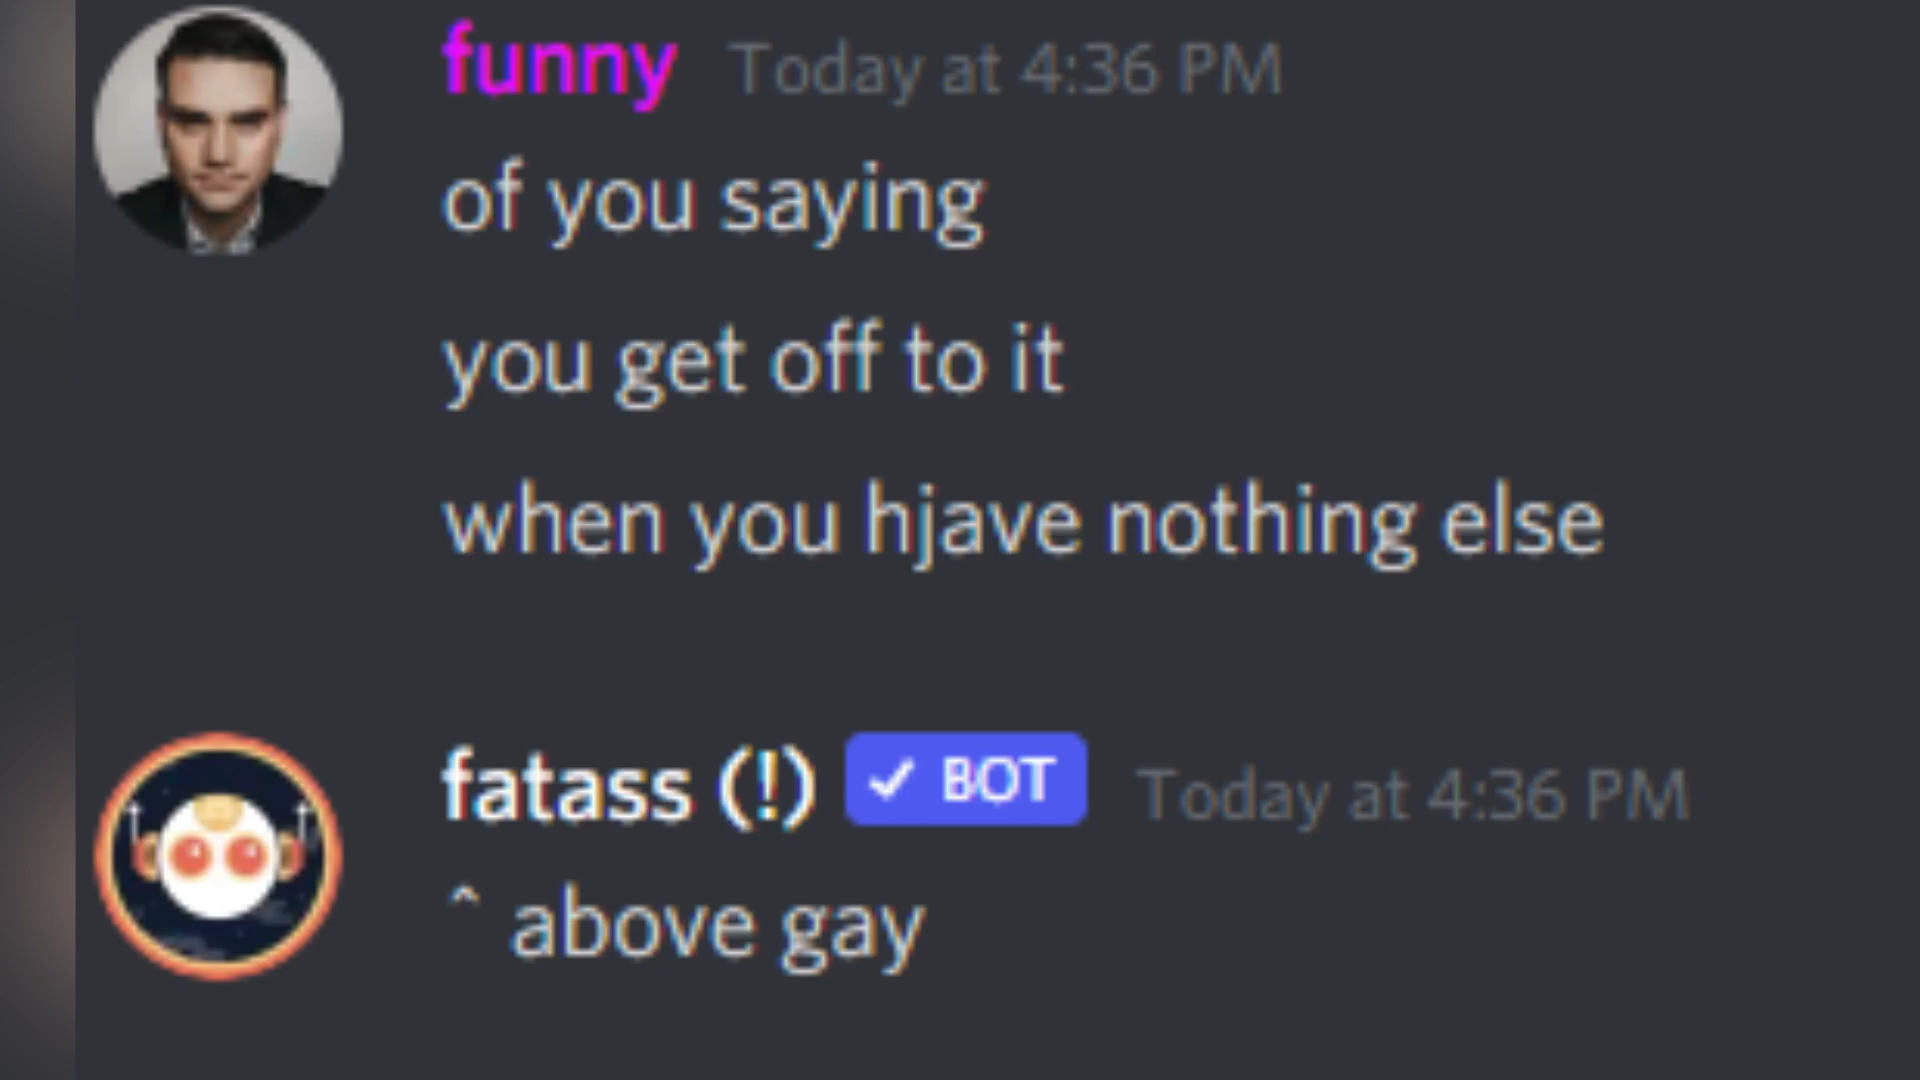 funny Today at 4:36 PM
of you saying
you get off to it
when you hjave nothing else
fatass (!) ✓ BOT Today at 4:36 PM
^ above gay